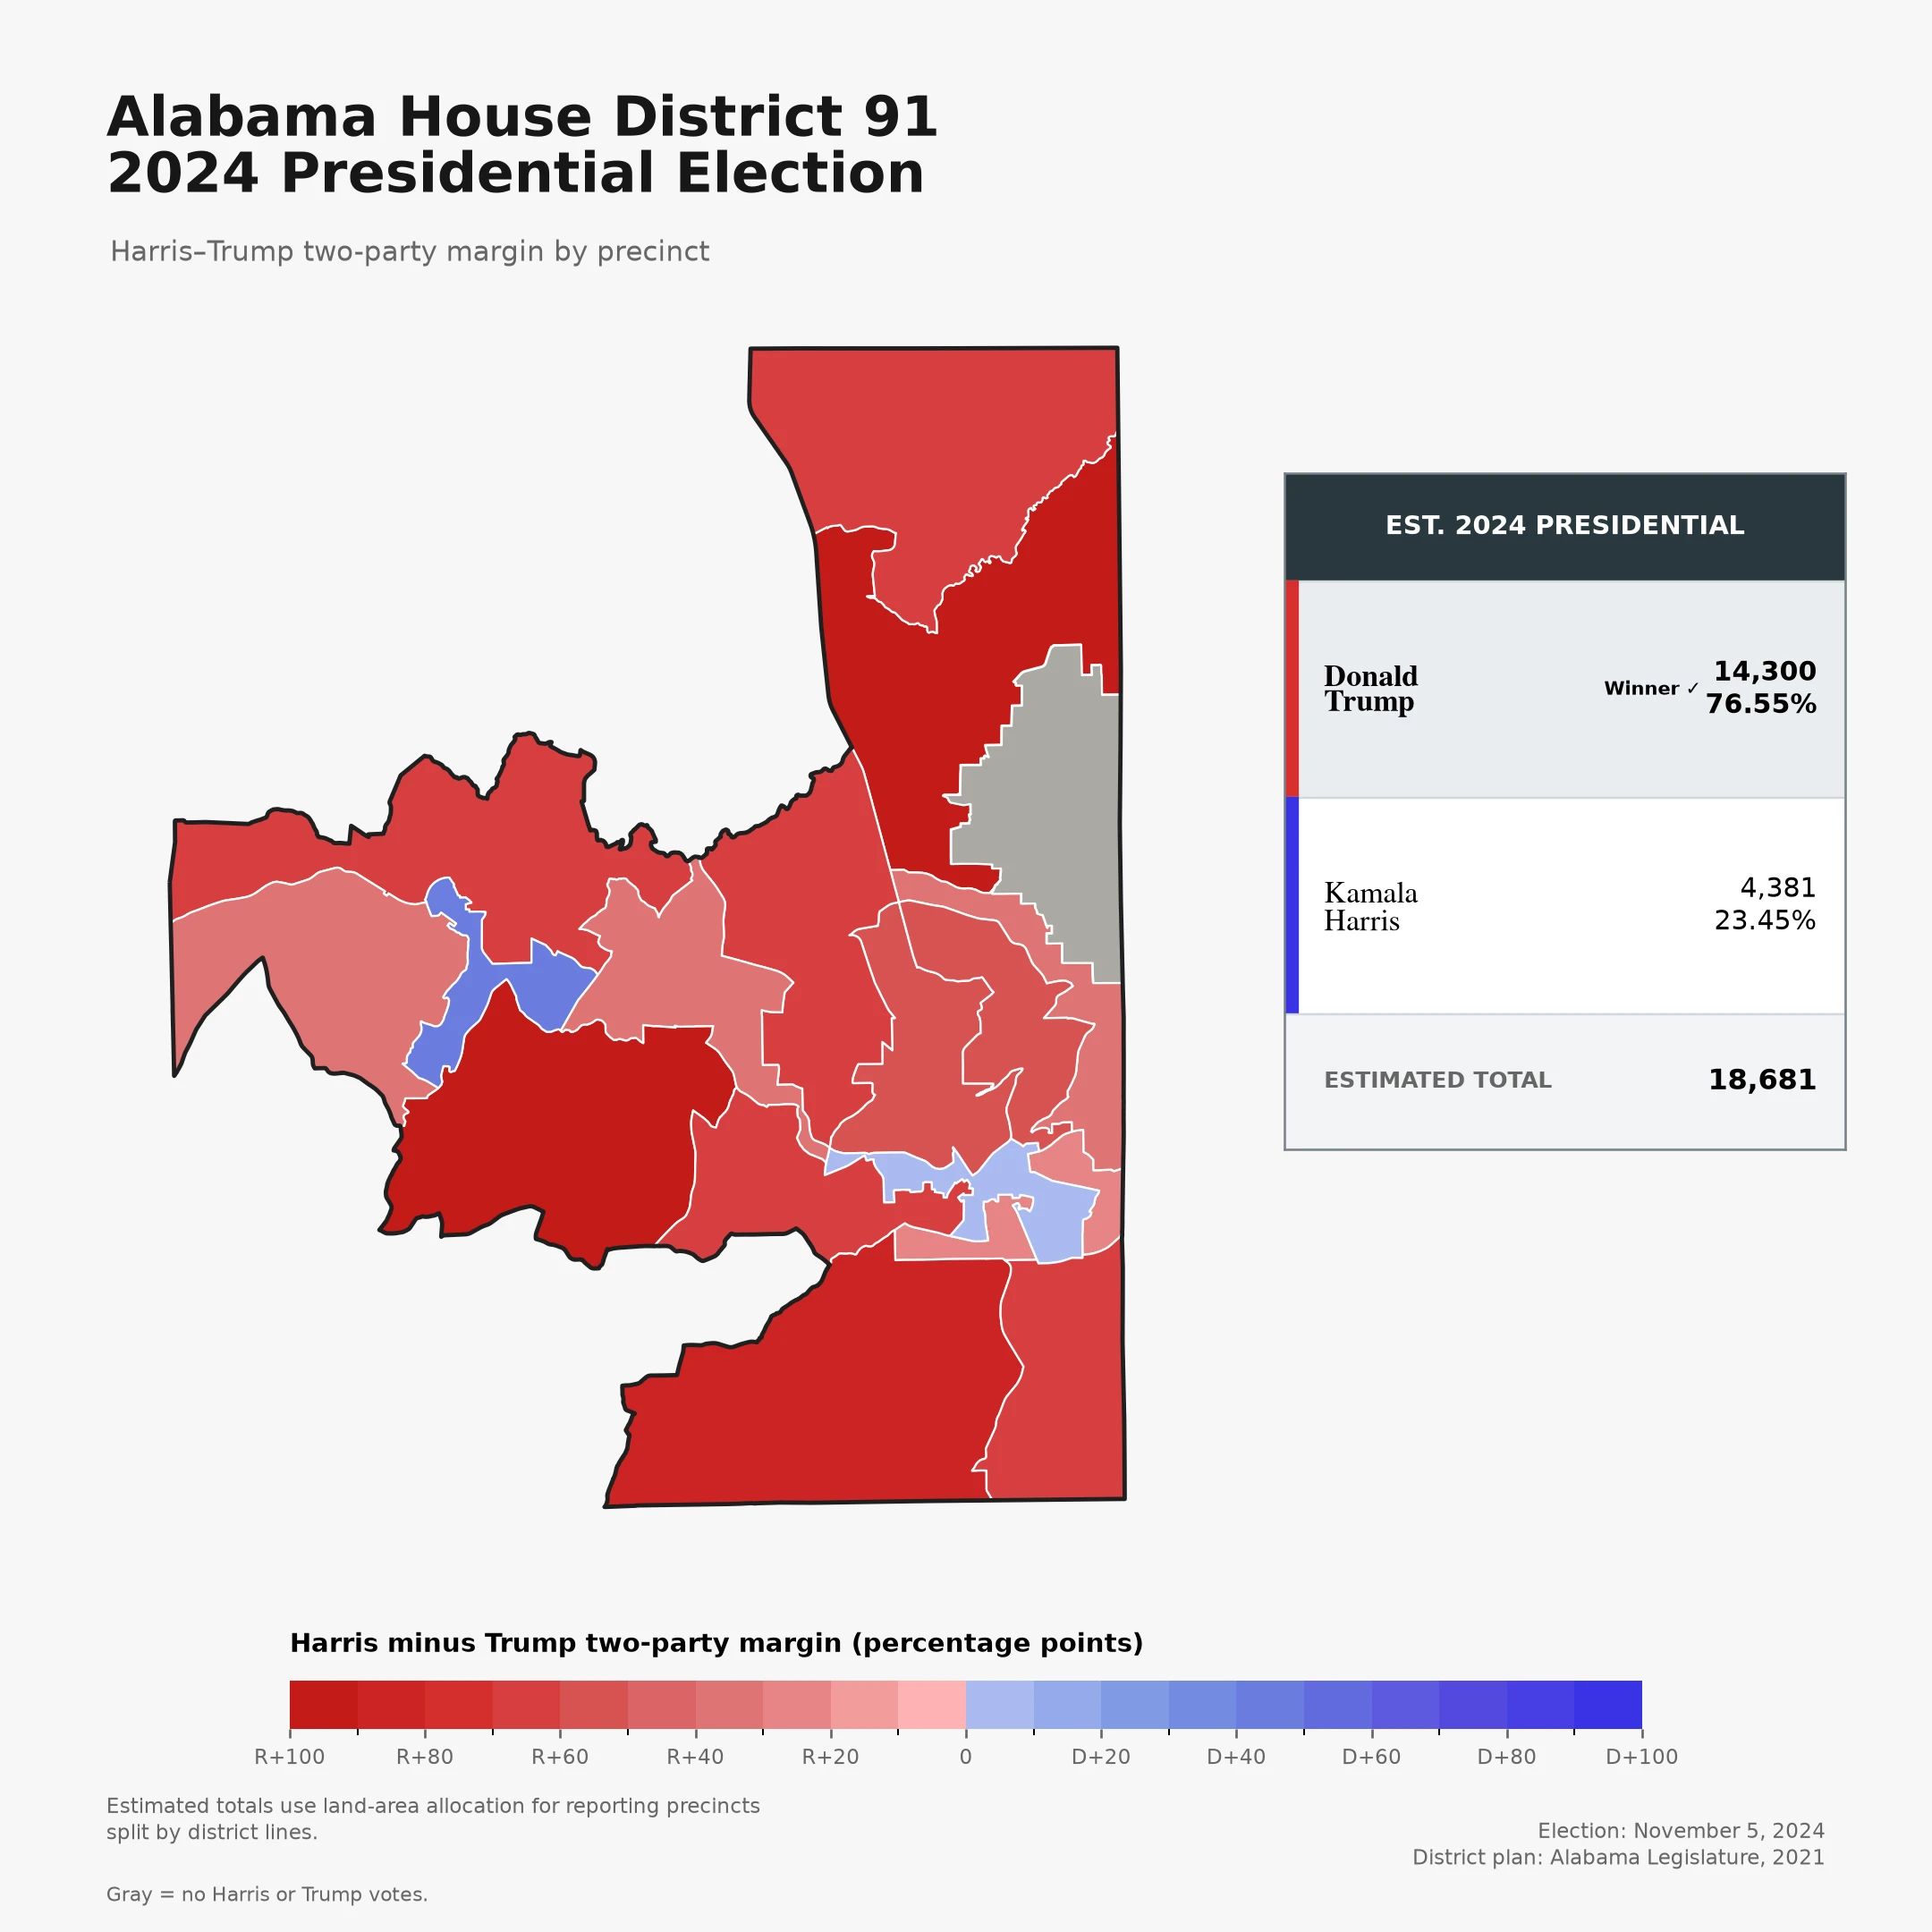 Alabama House District 91
2024 Presidential Election
Harris–Trump two-party margin by precinct
EST. 2024 PRESIDENTIAL
Donald
Trump
Winner ✓
14,300
76.55%
Kamala
Harris
4,381
23.45%
ESTIMATED TOTAL
18,681
Harris minus Trump two-party margin (percentage points)
R+100 R+80 R+60 R+40 R+20 0 D+20 D+40 D+60 D+80 D+100
Estimated totals use land-area allocation for reporting precincts
split by district lines.
Gray = no Harris or Trump votes.
Election: November 5, 2024
District plan: Alabama Legislature, 2021